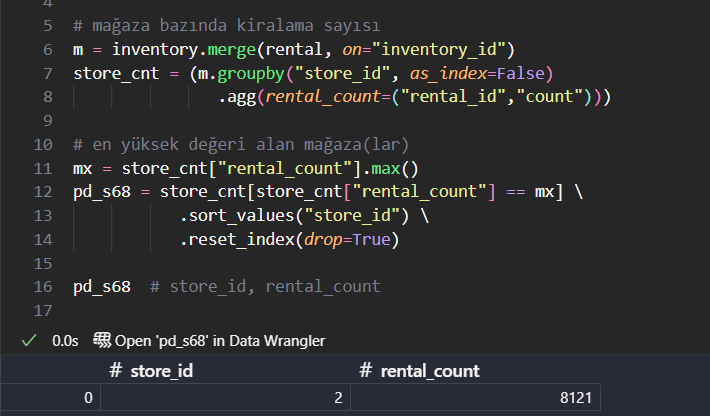 4
5 # mağaza bazında kiralama sayısı
6 m = inventory.merge(rental, on="inventory_id")
7 store_cnt = (m.groupby("store_id", as_index=False)
8 .agg(rental_count=("rental_id","count")))
9
10 # en yüksek değeri alan mağaza(lar)
11 mx = store_cnt["rental_count"].max()
12 pd_s68 = store_cnt[store_cnt["rental_count"] == mx] \
13 .sort_values("store_id") \
14 .reset_index(drop=True)
15
16 pd_s68 # store_id, rental_count
17
0.0s Open 'pd_s68' in Data Wrangler
# store_id # rental_count
0 2 8121